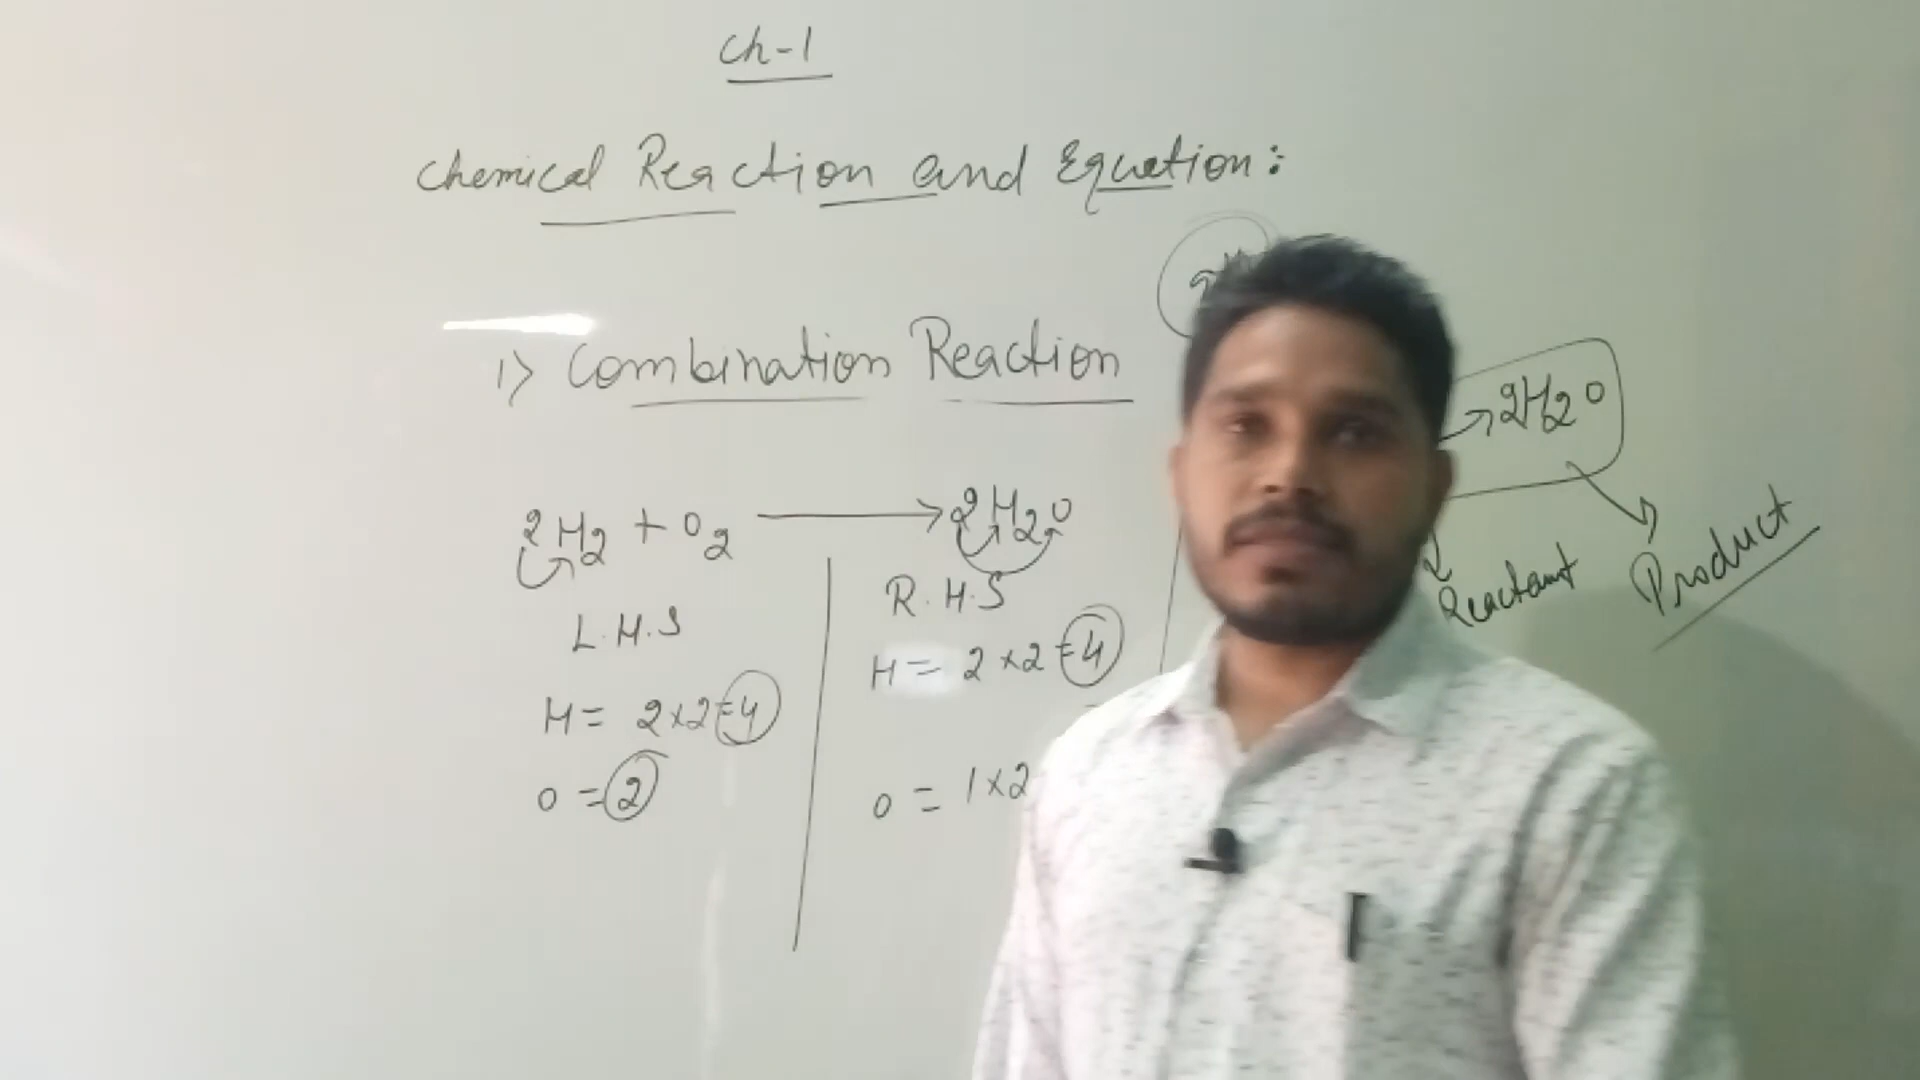 Ch-1
Chemical Reaction and Equation:
1) Combination Reaction
2H2 + O2 → 2H2O
L.H.S
H = 2×2=4
O = 2
R.H.S
H = 2×2=4
O = 1×2
→ 2H2O
Reactant
Product